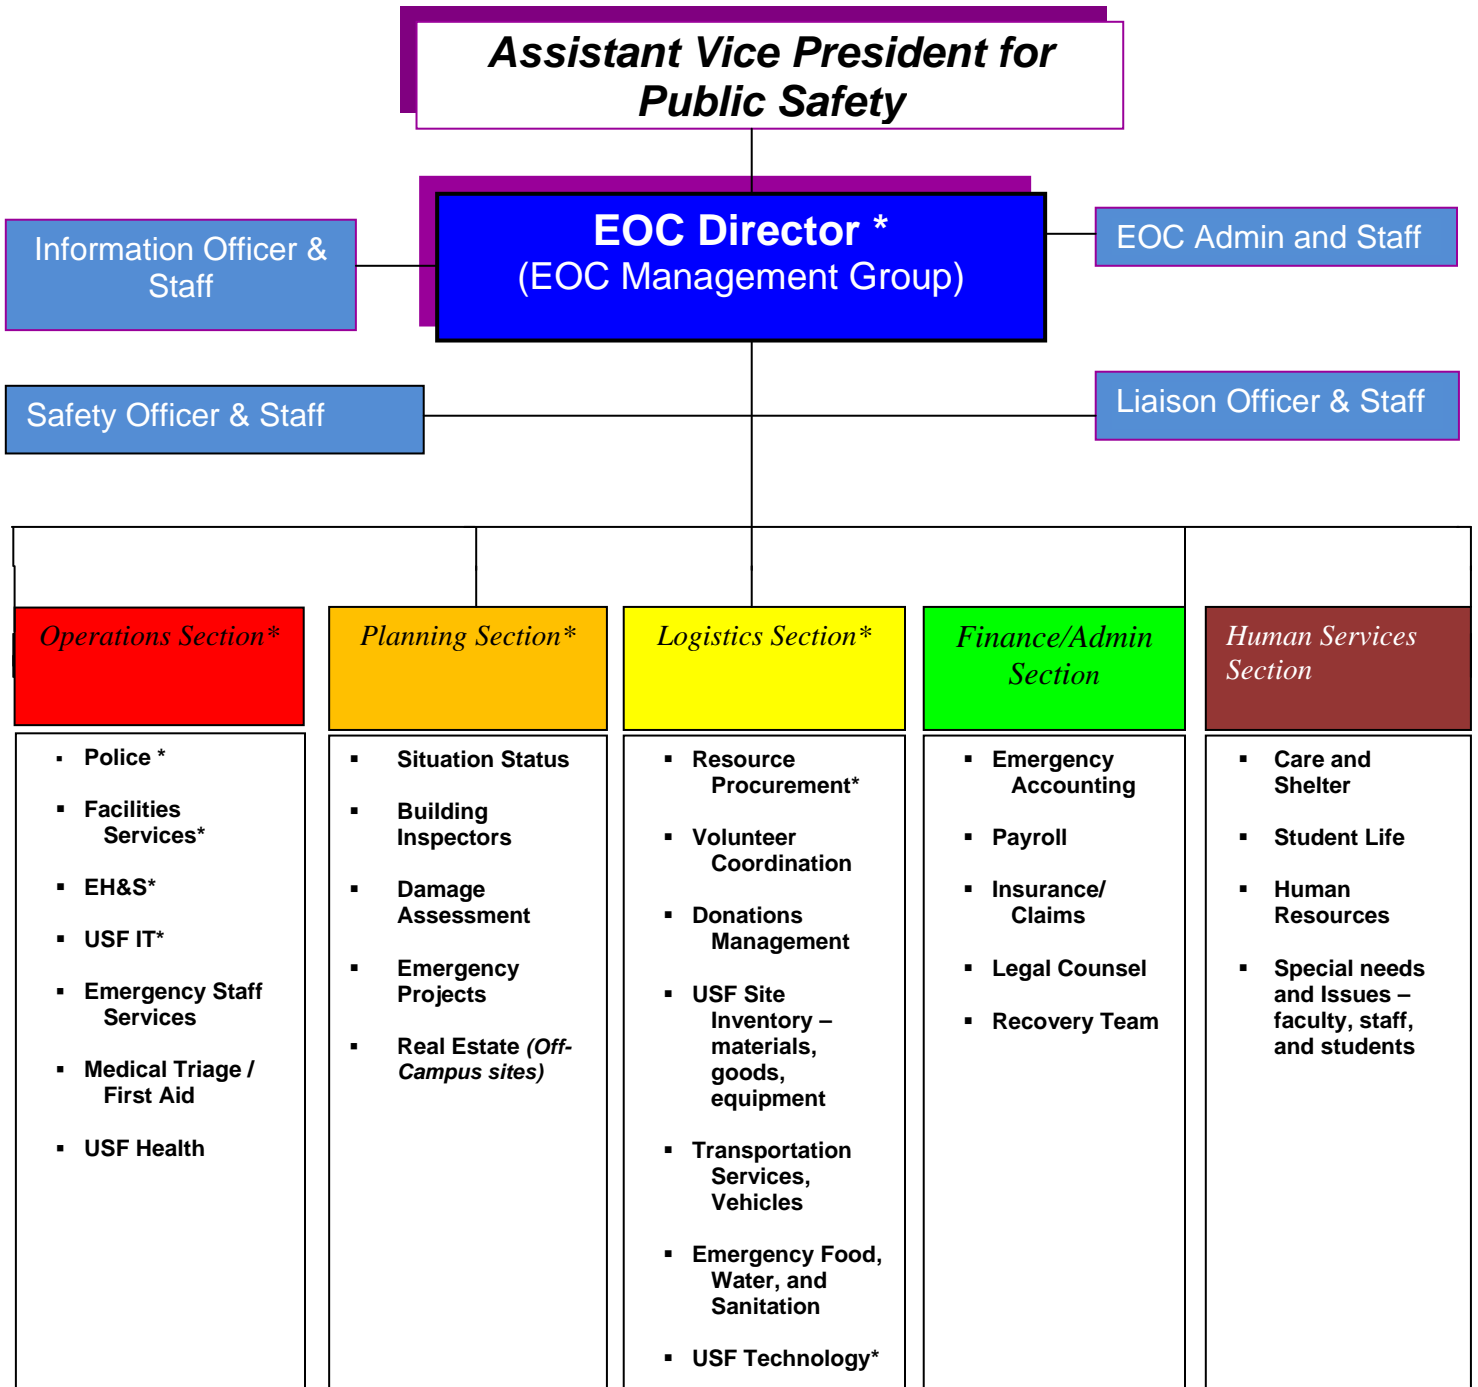 Assistant Vice President for
Public Safety
EOC Director *
(EOC Management Group)
Information Officer &
Staff
EOC Admin and Staff
Safety Officer & Staff
Liaison Officer & Staff
Operations Section*
▪ Police *
▪ Facilities
Services*
▪ EH&S*
▪ USF IT*
▪ Emergency Staff
Services
▪ Medical Triage /
First Aid
▪ USF Health
Planning Section*
▪ Situation Status
▪ Building
Inspectors
▪ Damage
Assessment
▪ Emergency
Projects
▪ Real Estate (Off-
Campus sites)
Logistics Section*
▪ Resource
Procurement*
▪ Volunteer
Coordination
▪ Donations
Management
▪ USF Site
Inventory –
materials,
goods,
equipment
▪ Transportation
Services,
Vehicles
▪ Emergency Food,
Water, and
Sanitation
▪ USF Technology*
Finance/Admin
Section
▪ Emergency
Accounting
▪ Payroll
▪ Insurance/
Claims
▪ Legal Counsel
▪ Recovery Team
Human Services
Section
▪ Care and
Shelter
▪ Student Life
▪ Human
Resources
▪ Special needs
and Issues –
faculty, staff,
and students